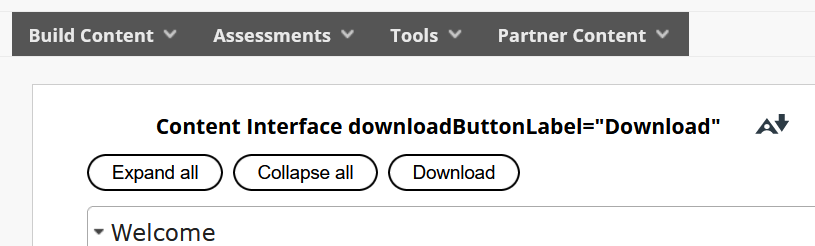 Build Content Assessments Tools Partner Content
Content Interface downloadButtonLabel="Download"
Expand all Collapse all Download
Welcome